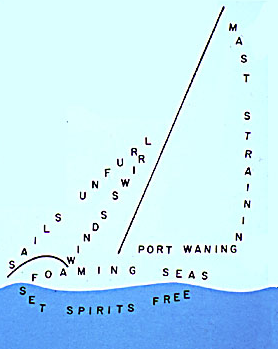 SAILS UNFURL
WINDS SWIRL
MAST STRAINING
PORT WANING
FOAMING SEAS
SET SPIRITS FREE